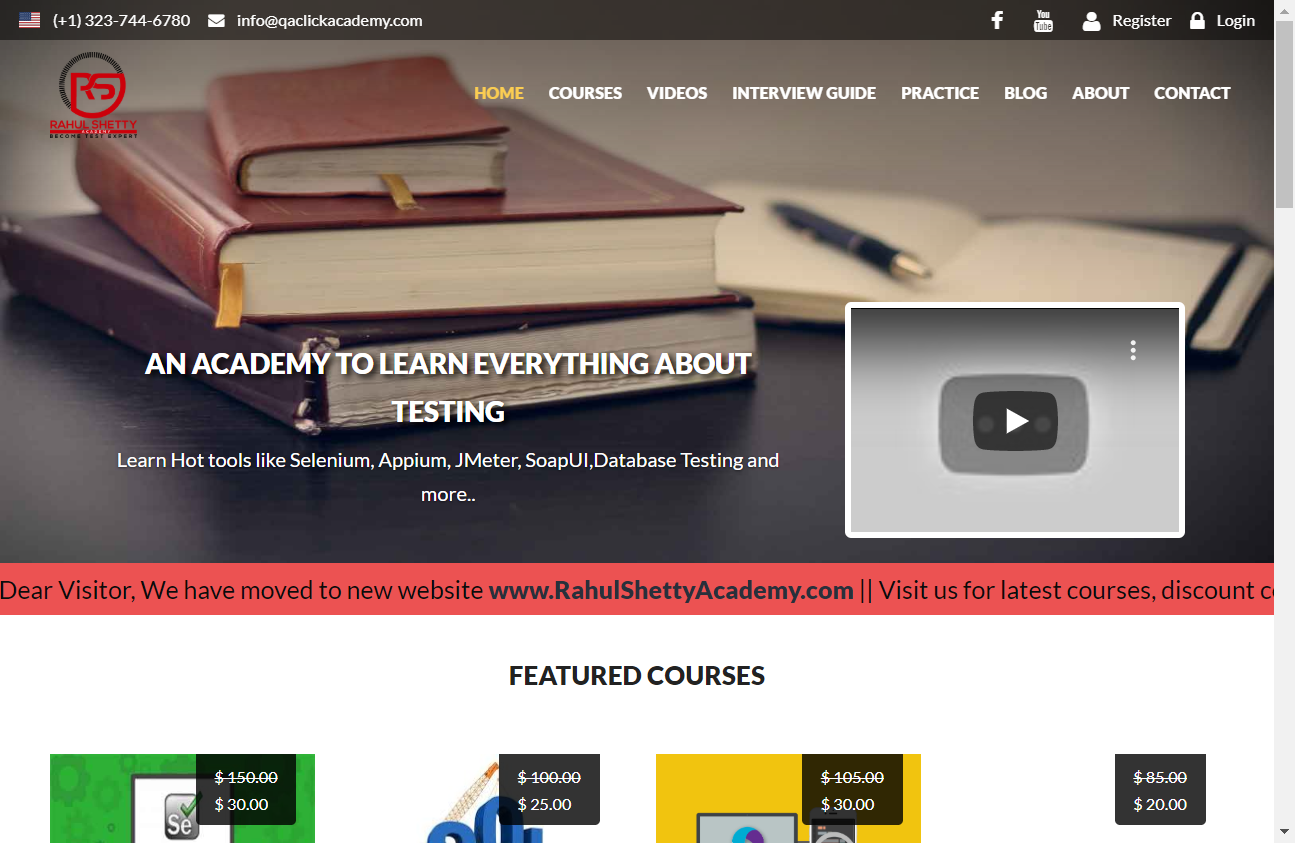 (+1) 323-744-6780 info@qaclickacademy.com You Tube Register Login
RS
RAHUL SHETTY
ACADEMY
BECOME TEST EXPERT
HOME COURSES VIDEOS INTERVIEW GUIDE PRACTICE BLOG ABOUT CONTACT
AN ACADEMY TO LEARN EVERYTHING ABOUT
TESTING
Learn Hot tools like Selenium, Appium, JMeter, SoapUI,Database Testing and
more..
Dear Visitor, We have moved to new website www.RahulShettyAcademy.com || Visit us for latest courses, discount
FEATURED COURSES
$ 150.00 $ 100.00 $ 105.00 $ 85.00
$ 30.00 $ 25.00 $ 30.00 $ 20.00
Se